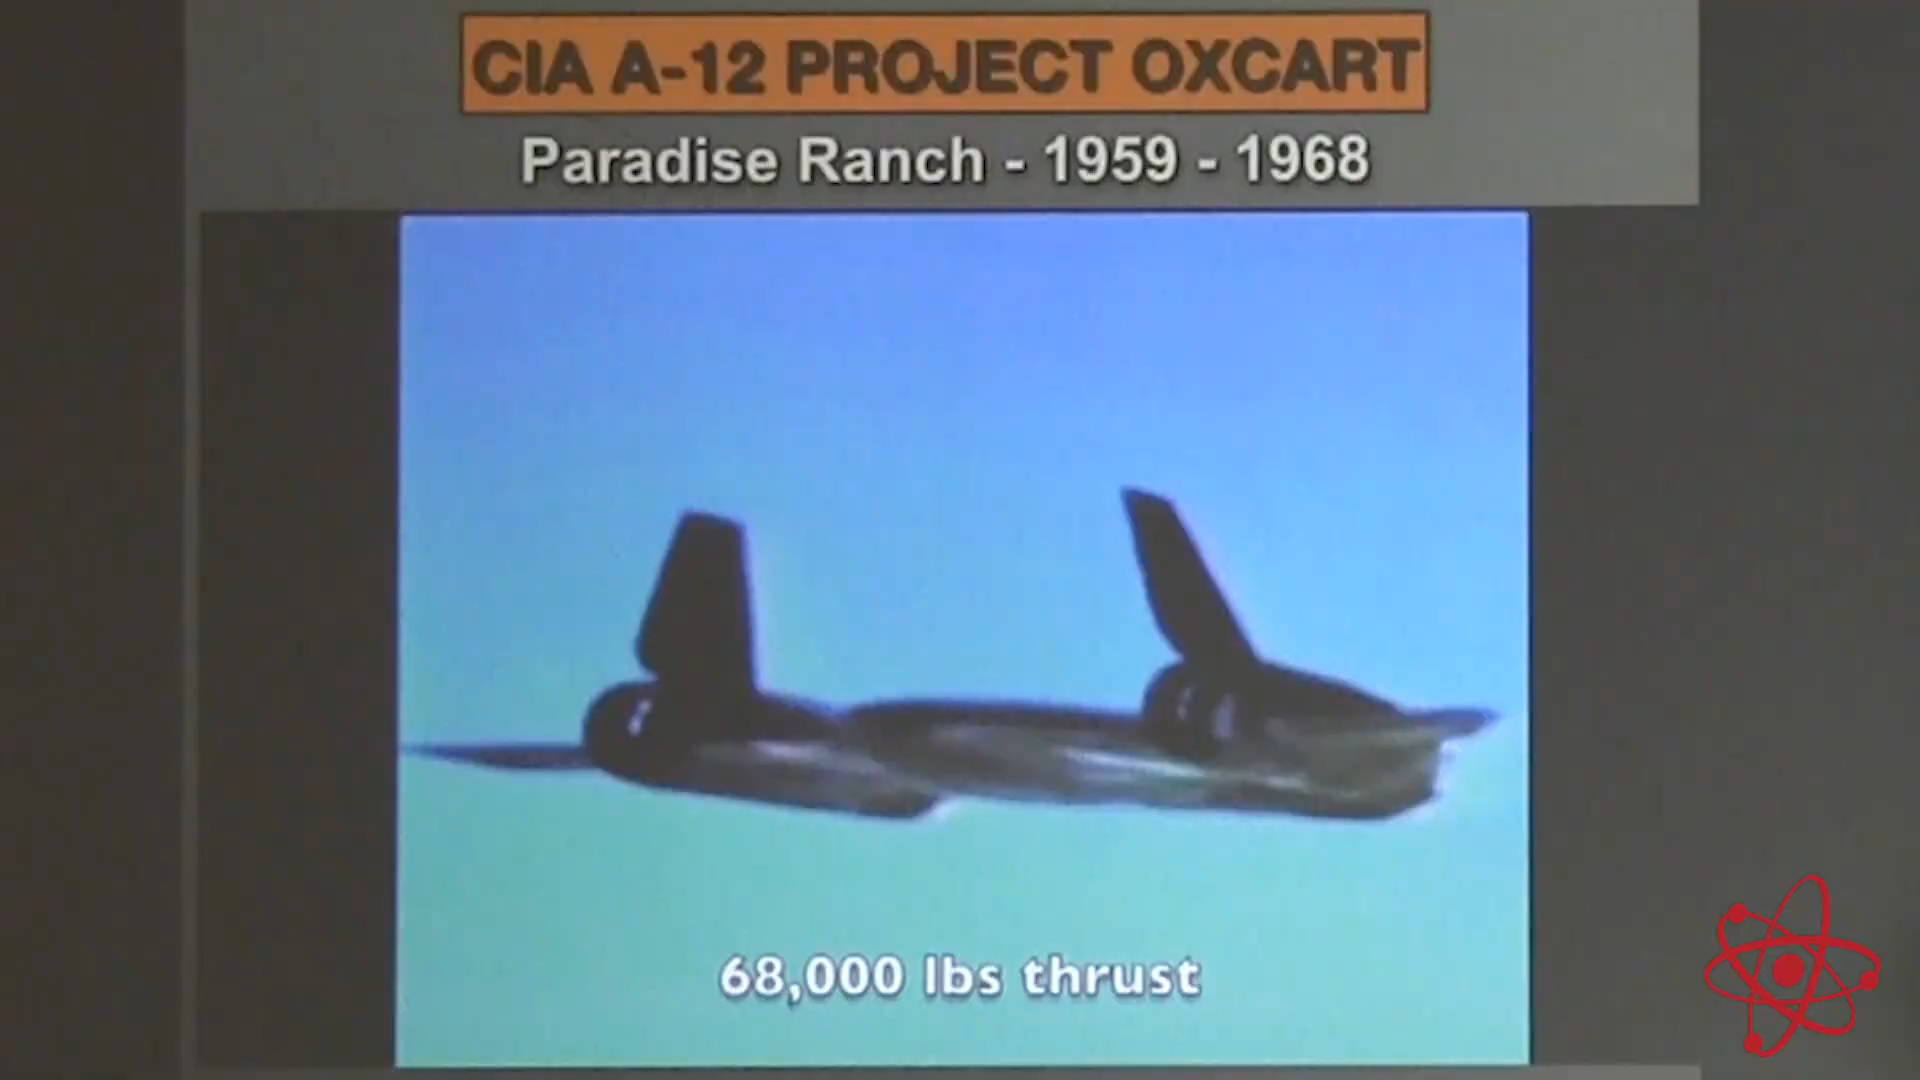 CIA A-12 PROJECT OXCART
Paradise Ranch - 1959 - 1968
68,000 lbs thrust